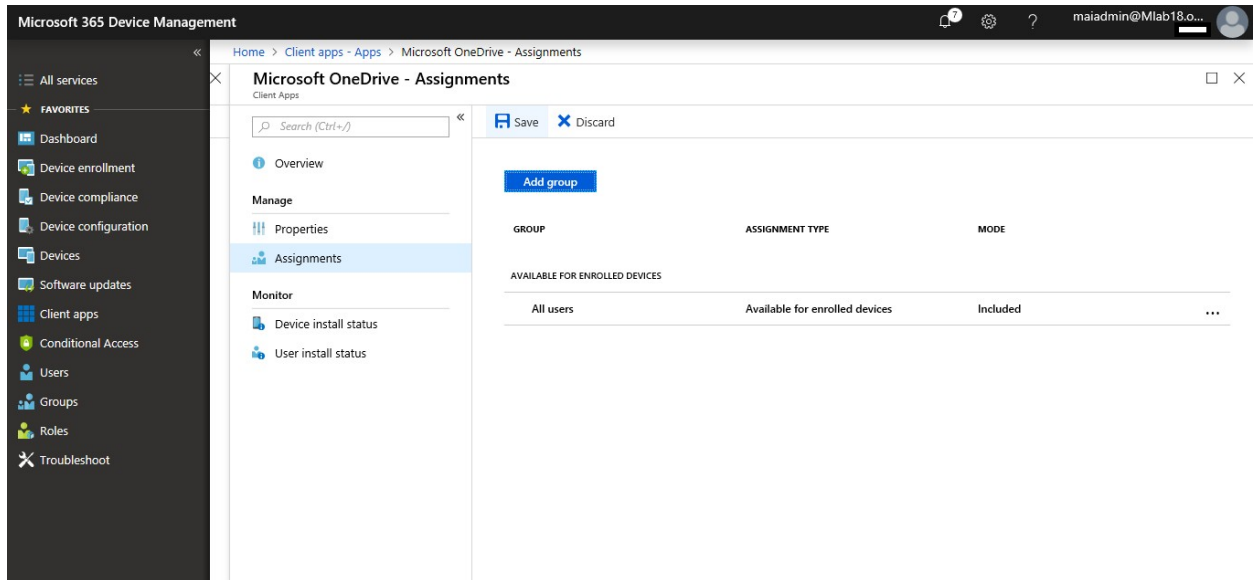 Microsoft 365 Device Management
7
?
maiadmin@Mlab18.o...
«
Home > Client apps - Apps > Microsoft OneDrive - Assignments
All services
FAVORITES
Dashboard
Device enrollment
Device compliance
Device configuration
Devices
Software updates
Client apps
Conditional Access
Users
Groups
Roles
Troubleshoot
Microsoft OneDrive - Assignments
Client Apps
Search (Ctrl+/)
«
Overview
Manage
Properties
Assignments
Monitor
Device install status
User install status
Save Discard
Add group
GROUP ASSIGNMENT TYPE MODE
AVAILABLE FOR ENROLLED DEVICES
All users Available for enrolled devices Included ...